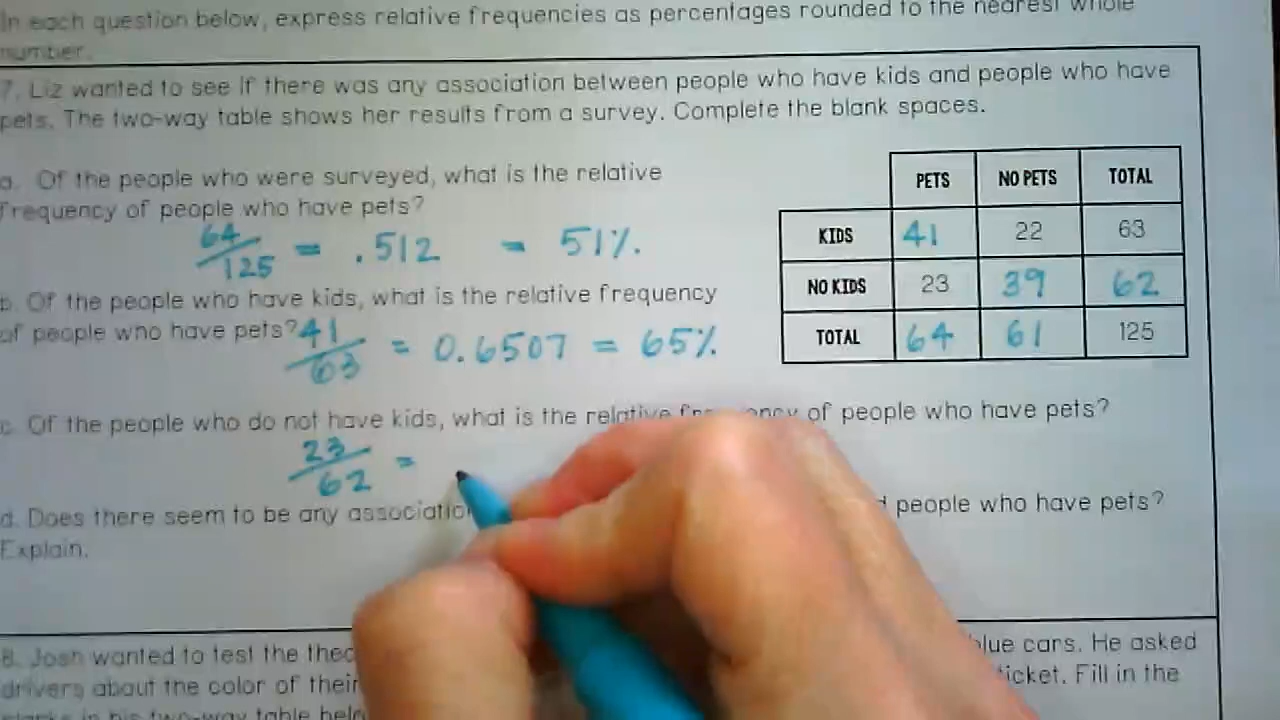 In each question below, express relative frequencies as percentages rounded to the nearest whole
number.
7. Liz wanted to see if there was any association between people who have kids and people who have
pets. The two-way table shows her results from a survey. Complete the blank spaces.
a. Of the people who were surveyed, what is the relative
frequency of people who have pets?
64/125 = .512 = 51%
b. Of the people who have kids, what is the relative frequency
of people who have pets? 41/63 = 0.6507 = 65%
PETS NO PETS TOTAL
KIDS 41 22 63
NO KIDS 23 39 62
TOTAL 64 61 125
c. Of the people who do not have kids, what is the relative frequency of people who have pets?
23/62 =
d. Does there seem to be any association people who have pets?
Explain.
8. Josh wanted to test the blue cars. He asked
drivers about the color of their ticket. Fill in the
in his two-way table